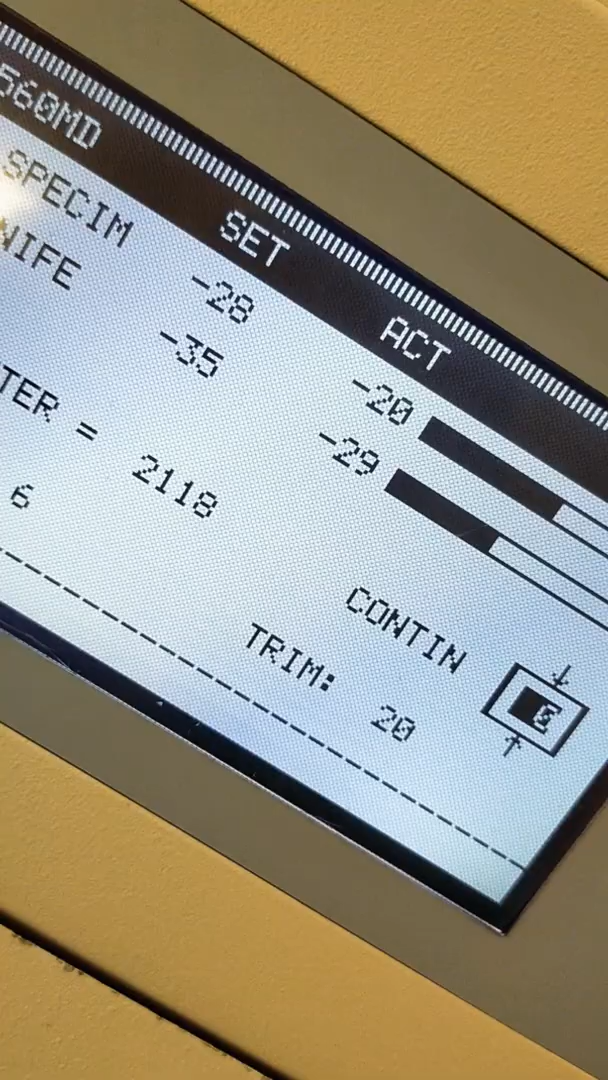 560MD SET ACT
SPECIM -28 -20
NIFE -35 -29
TER = 2118 CONTIN
6 TRIM: 20